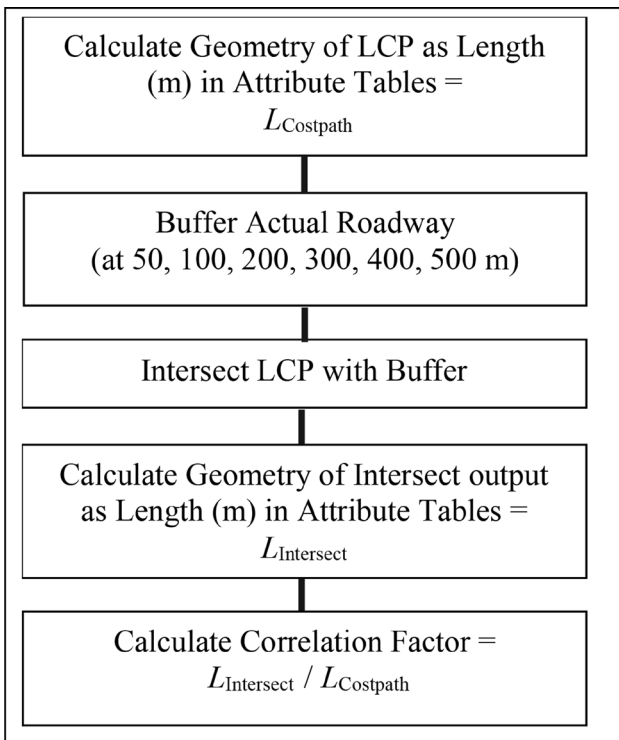 Calculate Geometry of LCP as Length
(m) in Attribute Tables =
LCostpath
Buffer Actual Roadway
(at 50, 100, 200, 300, 400, 500 m)
Intersect LCP with Buffer
Calculate Geometry of Intersect output
as Length (m) in Attribute Tables =
LIntersect
Calculate Correlation Factor =
LIntersect / LCostpath